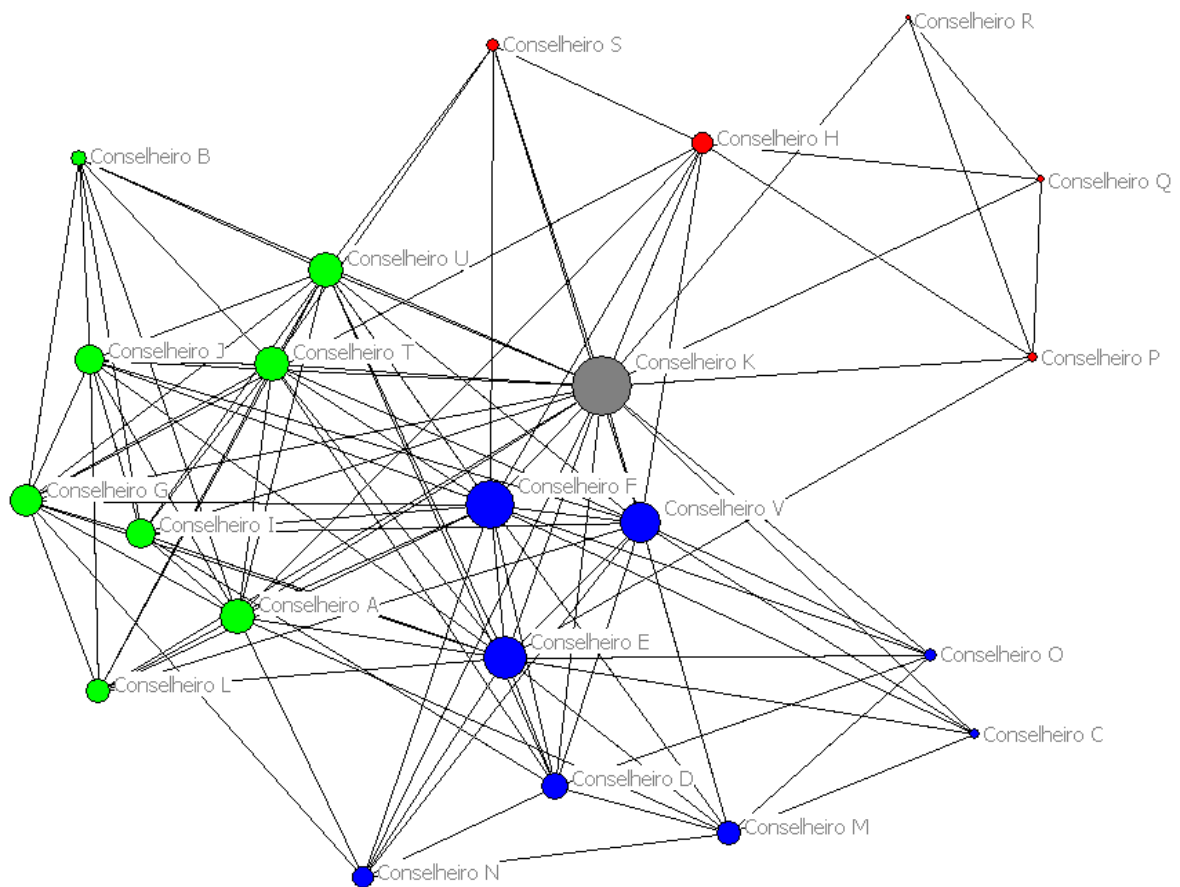 Conselheiro R
Conselheiro S
Conselheiro H
Conselheiro B
Conselheiro Q
Conselheiro U
Conselheiro J
Conselheiro T
Conselheiro K
Conselheiro P
Conselheiro G
Conselheiro F
Conselheiro V
Conselheiro I
Conselheiro A
Conselheiro E
Conselheiro O
Conselheiro L
Conselheiro C
Conselheiro D
Conselheiro M
Conselheiro N